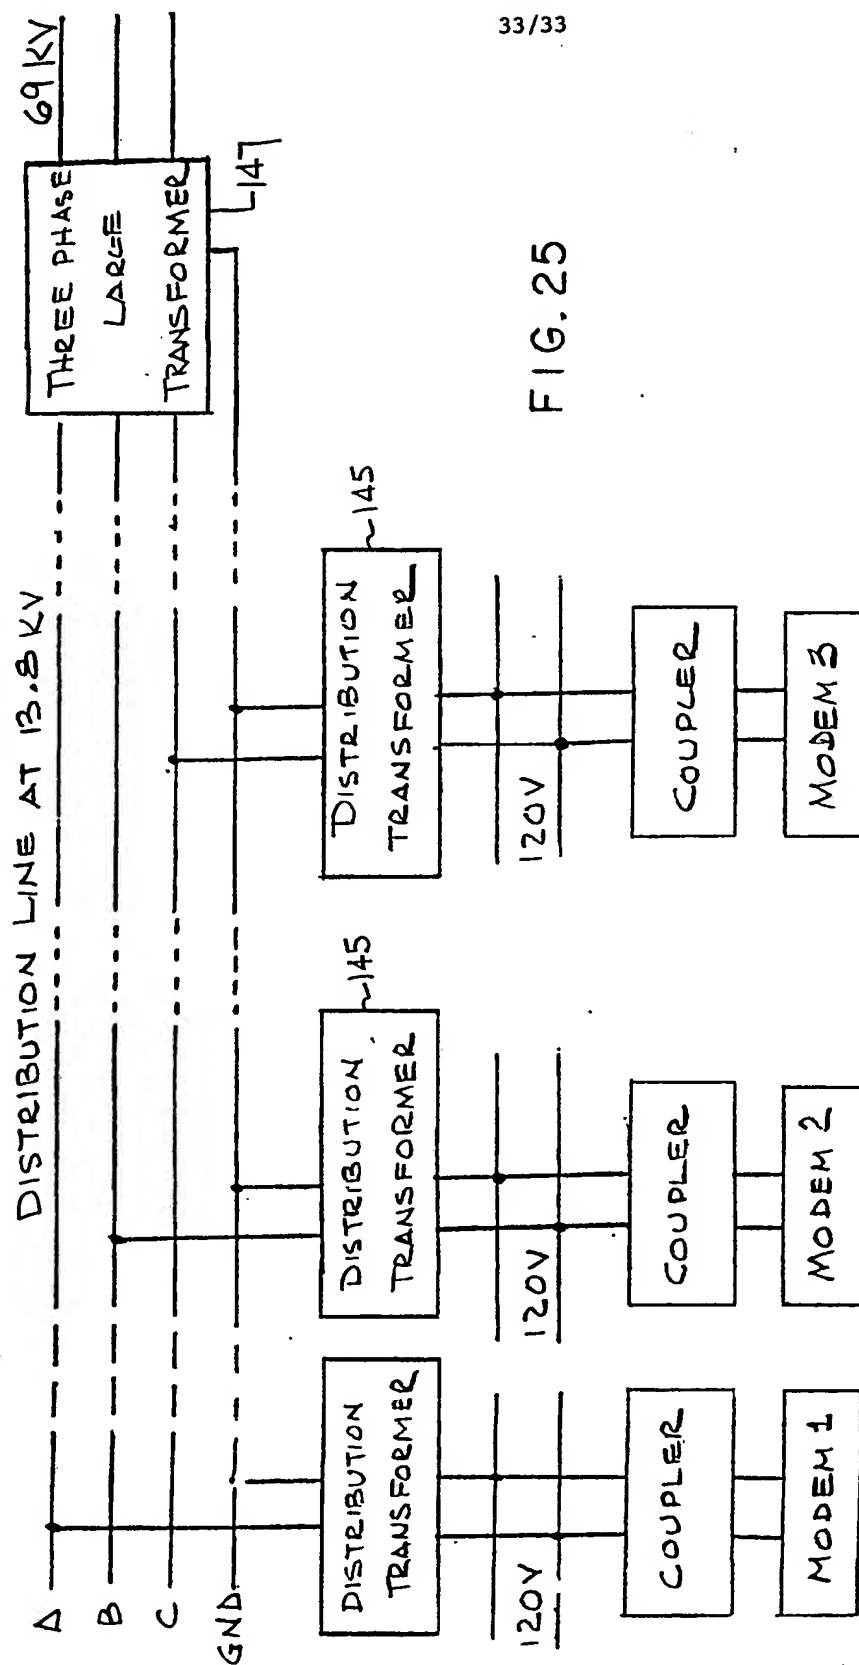 33/33
DISTRIBUTION LINE AT 13.8 KV
69 KV
A
B
C
GND
THREE PHASE
LARGE
TRANSFORMER
147
DISTRIBUTION
TRANSFORMER
DISTRIBUTION
TRANSFORMER
145
DISTRIBUTION
TRANSFORMER
145
120V
120V
120V
COUPLER
COUPLER
COUPLER
MODEM 1
MODEM 2
MODEM 3
FIG. 25